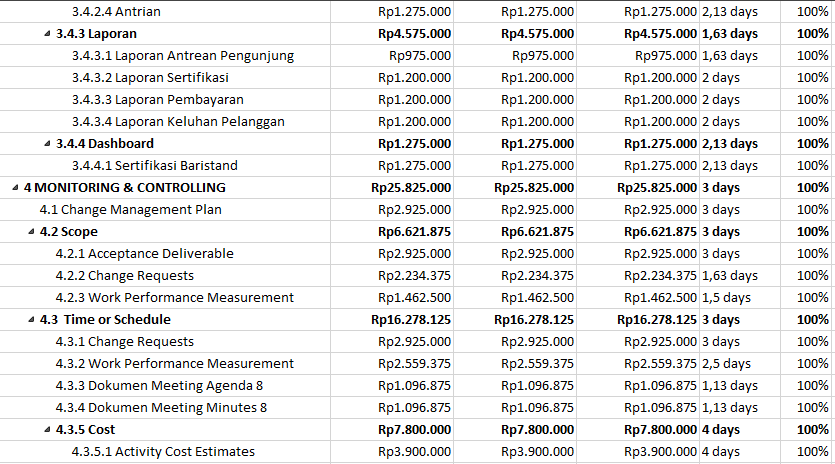 3.4.2.4 Antrian Rp1.275.000 Rp1.275.000 Rp1.275.000 2,13 days 100%
3.4.3 Laporan Rp4.575.000 Rp4.575.000 Rp4.575.000 1,63 days 100%
3.4.3.1 Laporan Antrean Pengunjung Rp975.000 Rp975.000 Rp975.000 1,63 days 100%
3.4.3.2 Laporan Sertifikasi Rp1.200.000 Rp1.200.000 Rp1.200.000 2 days 100%
3.4.3.3 Laporan Pembayaran Rp1.200.000 Rp1.200.000 Rp1.200.000 2 days 100%
3.4.3.4 Laporan Keluhan Pelanggan Rp1.200.000 Rp1.200.000 Rp1.200.000 2 days 100%
3.4.4 Dashboard Rp1.275.000 Rp1.275.000 Rp1.275.000 2,13 days 100%
3.4.4.1 Sertifikasi Baristand Rp1.275.000 Rp1.275.000 Rp1.275.000 2,13 days 100%
4 MONITORING & CONTROLLING Rp25.825.000 Rp25.825.000 Rp25.825.000 3 days 100%
4.1 Change Management Plan Rp2.925.000 Rp2.925.000 Rp2.925.000 3 days 100%
4.2 Scope Rp6.621.875 Rp6.621.875 Rp6.621.875 3 days 100%
4.2.1 Acceptance Deliverable Rp2.925.000 Rp2.925.000 Rp2.925.000 3 days 100%
4.2.2 Change Requests Rp2.234.375 Rp2.234.375 Rp2.234.375 1,63 days 100%
4.2.3 Work Performance Measurement Rp1.462.500 Rp1.462.500 Rp1.462.500 1,5 days 100%
4.3 Time or Schedule Rp16.278.125 Rp16.278.125 Rp16.278.125 3 days 100%
4.3.1 Change Requests Rp2.925.000 Rp2.925.000 Rp2.925.000 3 days 100%
4.3.2 Work Performance Measurement Rp2.559.375 Rp2.559.375 Rp2.559.375 2,5 days 100%
4.3.3 Dokumen Meeting Agenda 8 Rp1.096.875 Rp1.096.875 Rp1.096.875 1,13 days 100%
4.3.4 Dokumen Meeting Minutes 8 Rp1.096.875 Rp1.096.875 Rp1.096.875 1,13 days 100%
4.3.5 Cost Rp7.800.000 Rp7.800.000 Rp7.800.000 4 days 100%
4.3.5.1 Activity Cost Estimates Rp3.900.000 Rp3.900.000 Rp3.900.000 4 days 100%